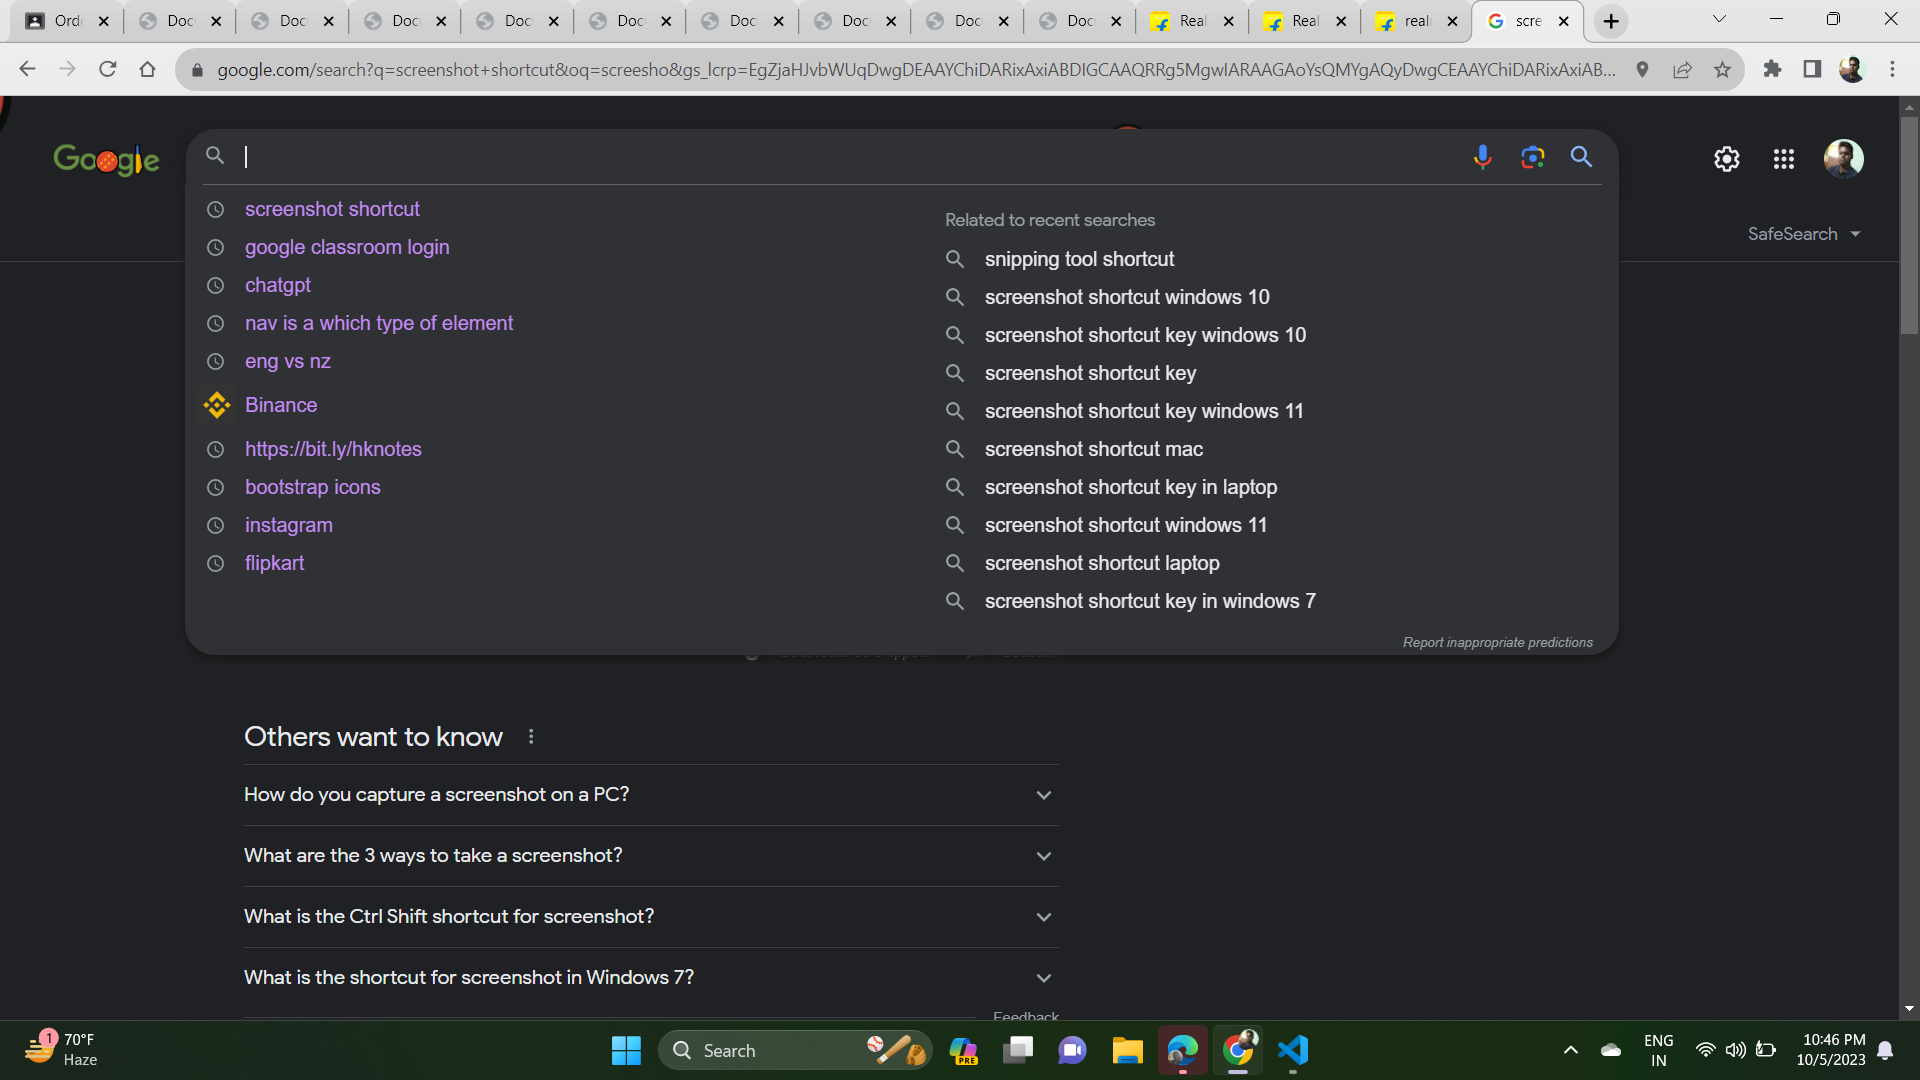 Ord
Doc
Doc
Doc
Doc
Doc
Doc
Doc
Doc
Doc
Real
Real
real
scre
google.com/search?q=screenshot+shortcut&oq=screesho&gs_lcrp=EgZjaHJvbWUqDwgDEAAYChiDARixAxiABDIGCAAQRRg5MgwIARAAGAoYsQMYgAQyDwgCEAAYChiDARixAxiAB...
Google
screenshot shortcut
google classroom login
chatgpt
nav is a which type of element
eng vs nz
Binance
https://bit.ly/hknotes
bootstrap icons
instagram
flipkart
Related to recent searches
snipping tool shortcut
screenshot shortcut windows 10
screenshot shortcut key windows 10
screenshot shortcut key
screenshot shortcut key windows 11
screenshot shortcut mac
screenshot shortcut key in laptop
screenshot shortcut windows 11
screenshot shortcut laptop
screenshot shortcut key in windows 7
Report inappropriate predictions
SafeSearch
Others want to know
How do you capture a screenshot on a PC?
What are the 3 ways to take a screenshot?
What is the Ctrl Shift shortcut for screenshot?
What is the shortcut for screenshot in Windows 7?
Feedback
1
70°F
Haze
Search
PRE
ENG
IN
10:46 PM
10/5/2023